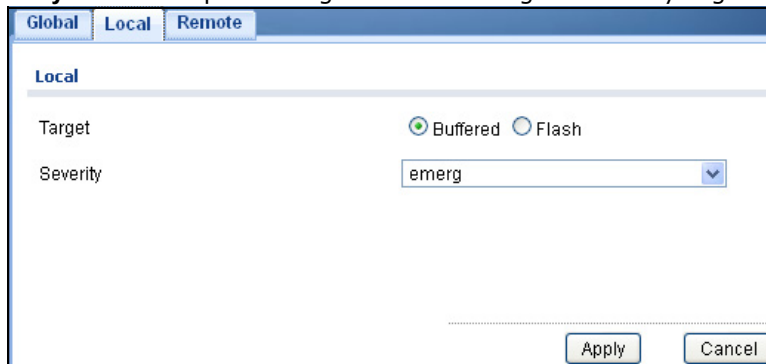 Global Local Remote
Local
Target Buffered Flash
Severity emerg
Apply Cancel